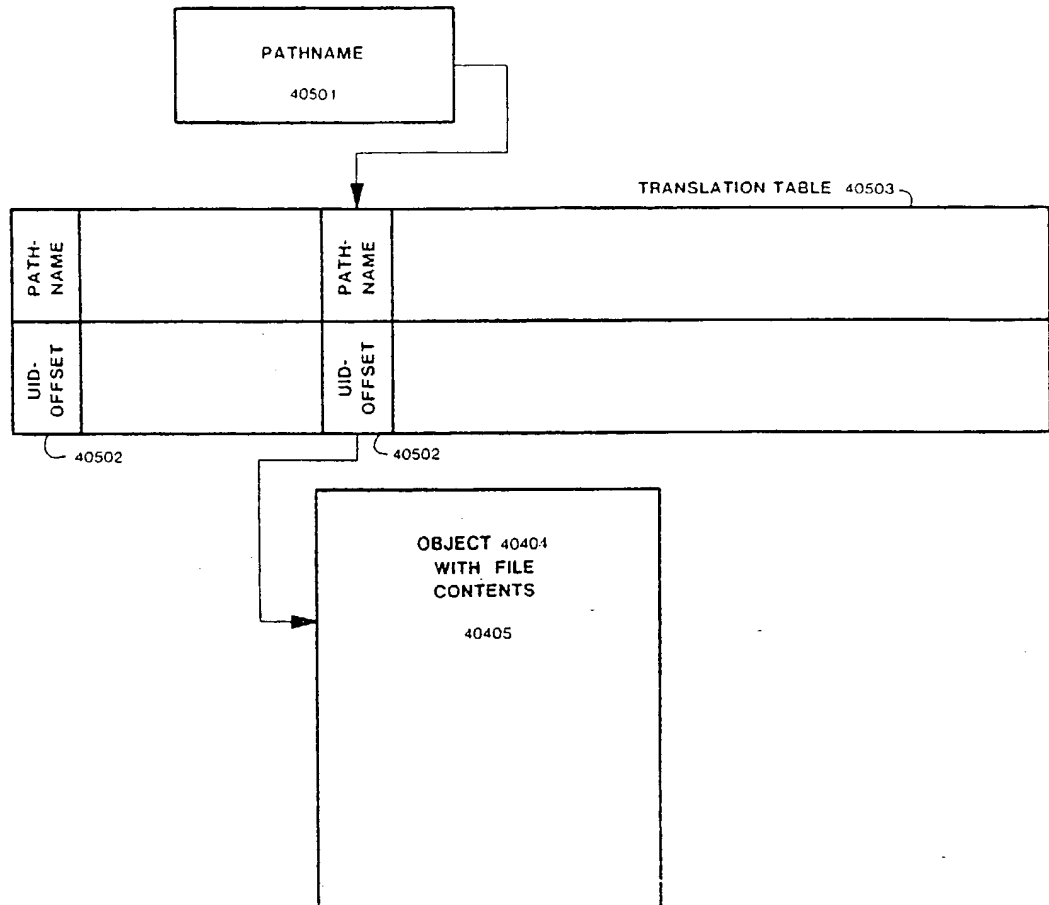 PATHNAME
40501
TRANSLATION TABLE 40503
PATH-
NAME
PATH-
NAME
UID-
OFFSET
UID-
OFFSET
40502
40502
OBJECT 40404
WITH FILE
CONTENTS
40405